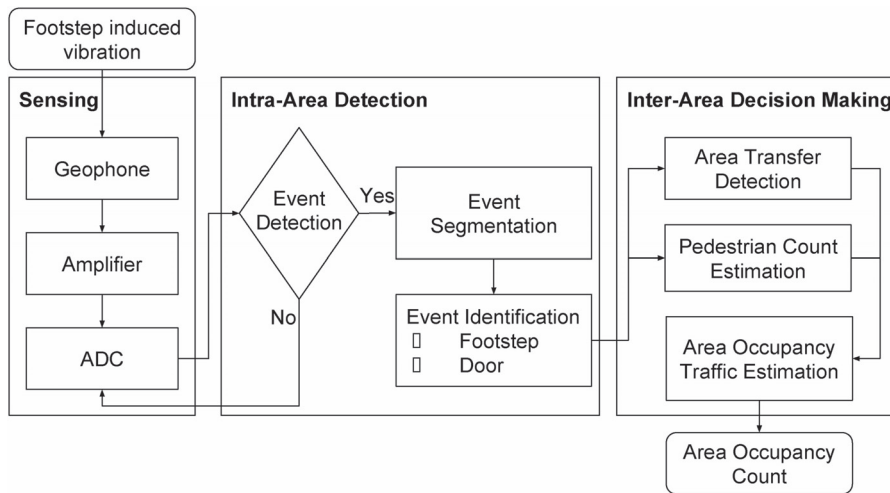 Footstep induced
vibration
Sensing
Geophone
Amplifier
ADC
Intra-Area Detection
Event
Detection
Yes
No
Event
Segmentation
Event Identification
▯ Footstep
▯ Door
Inter-Area Decision Making
Area Transfer
Detection
Pedestrian Count
Estimation
Area Occupancy
Traffic Estimation
Area Occupancy
Count